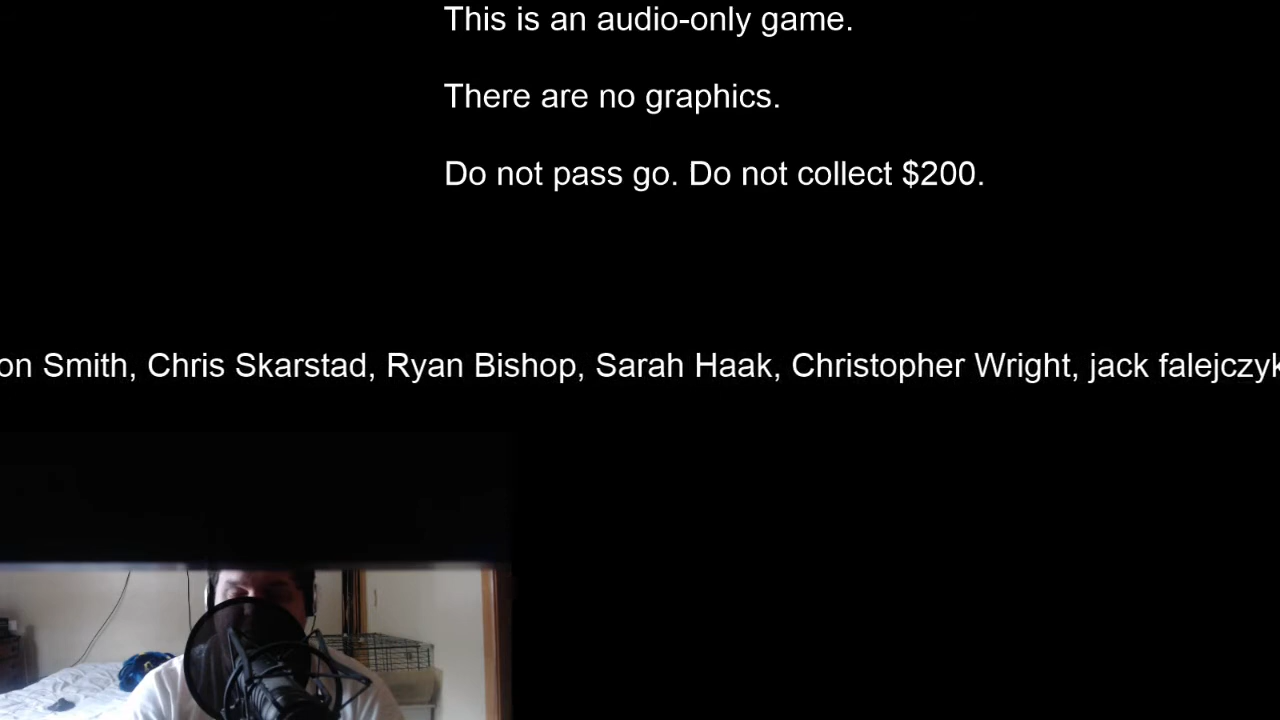 This is an audio-only game.
There are no graphics.
Do not pass go. Do not collect $200.
on Smith, Chris Skarstad, Ryan Bishop, Sarah Haak, Christopher Wright, jack falejczyk